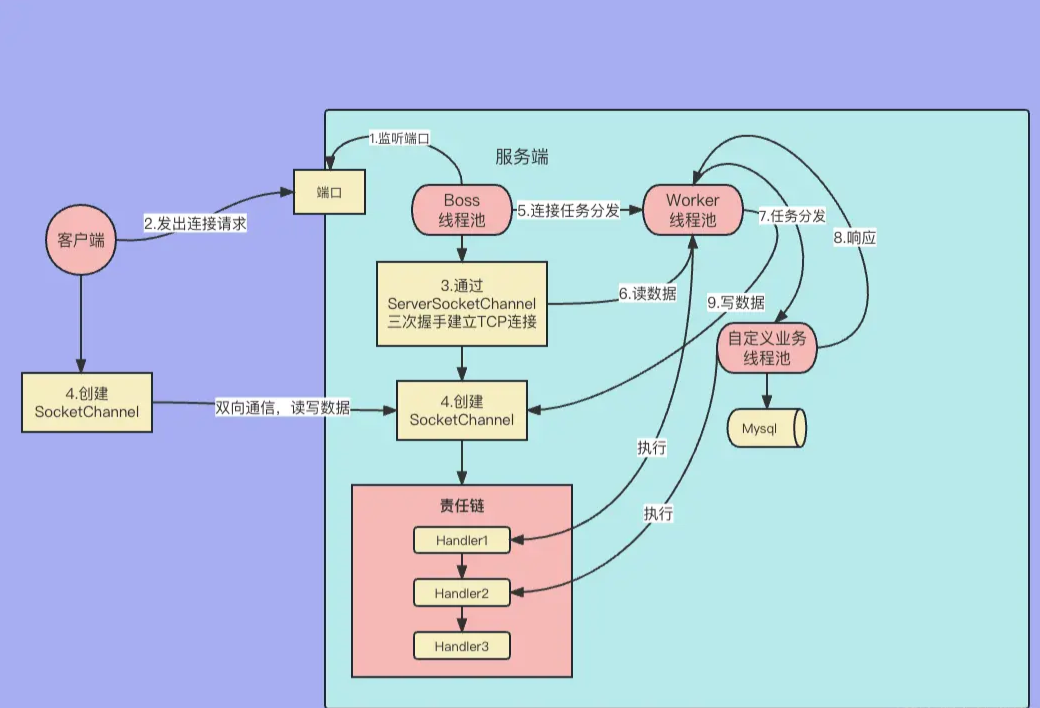 1.监听端口
服务端
端口
Boss
线程池
5.连接任务分发
Worker
线程池
7.任务分发
2.发出连接请求
客户端
8.响应
3.通过
ServerSocketChannel
三次握手建立TCP连接
6.读数据
9.写数据
自定义业务
线程池
4.创建
SocketChannel
双向通信，读写数据
4.创建
SocketChannel
Mysql
执行
责任链
执行
Handler1
Handler2
Handler3